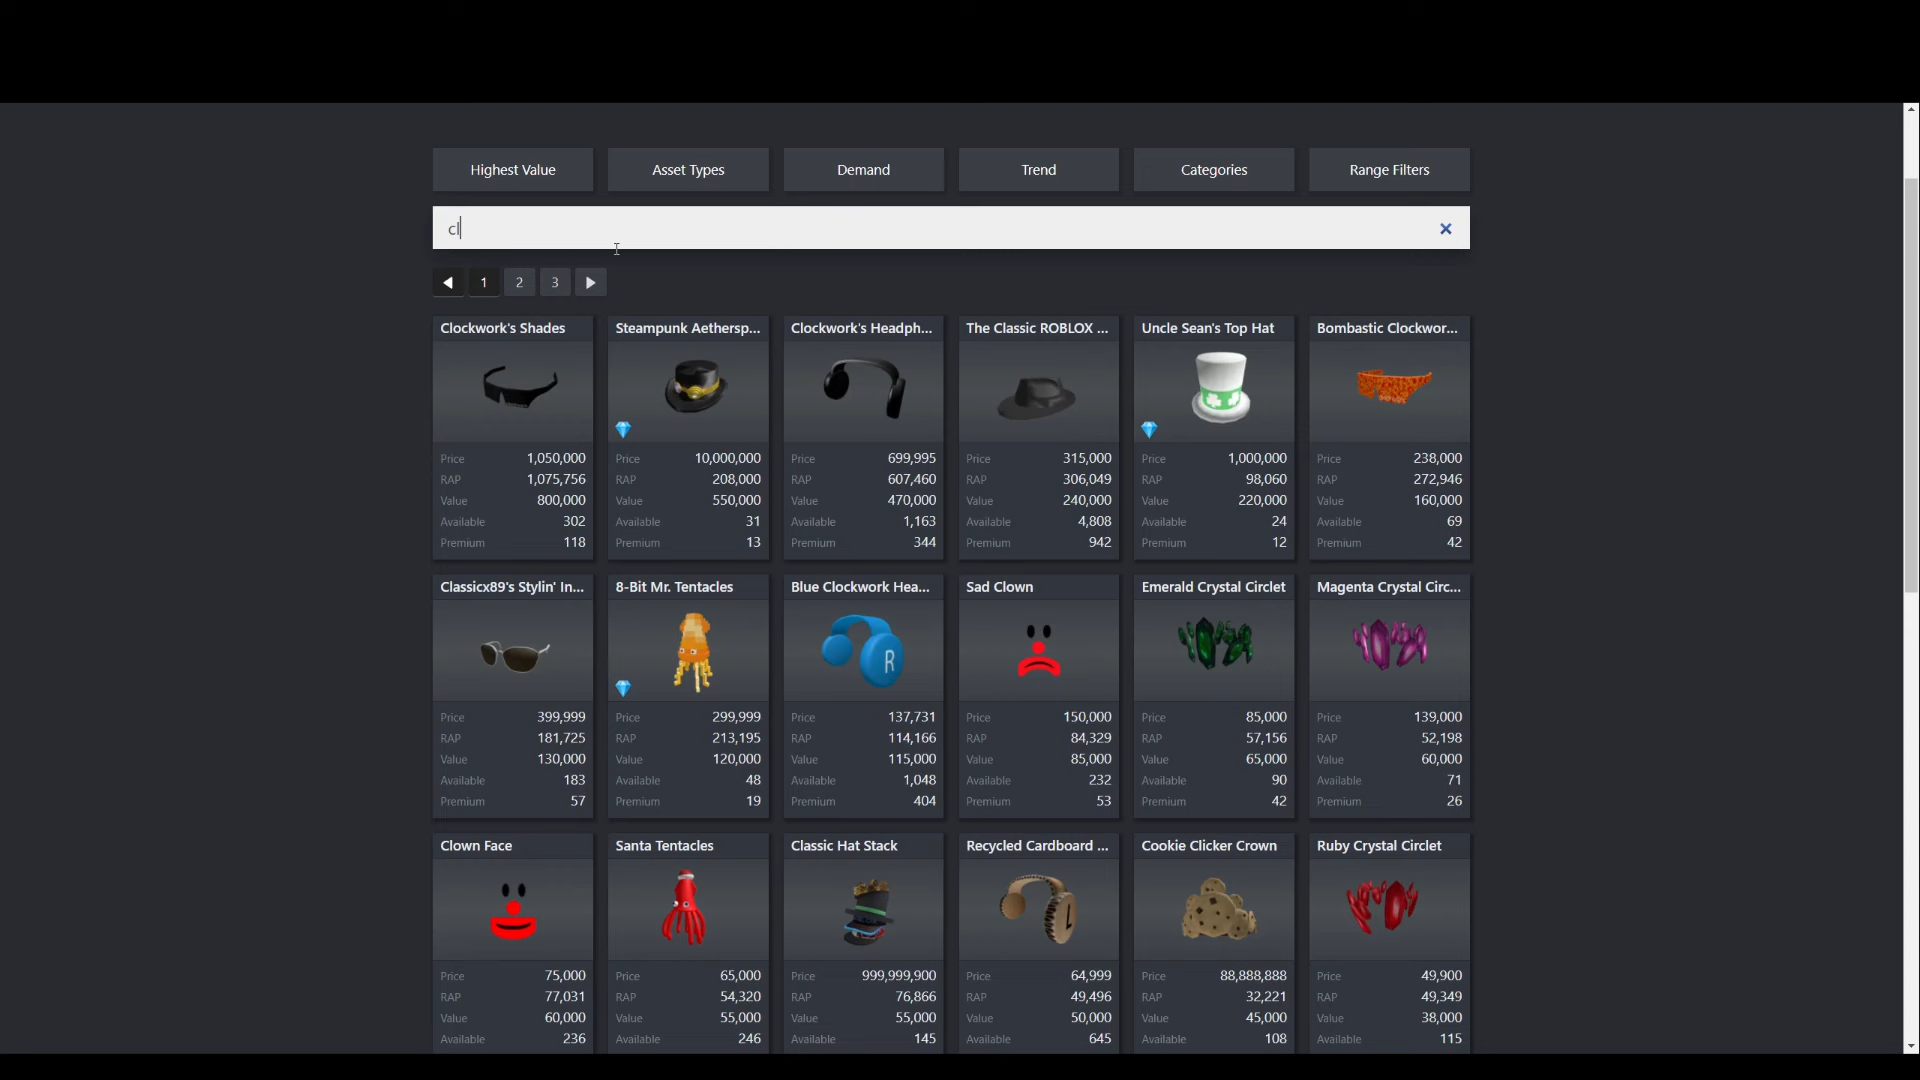 Highest Value Asset Types Demand Trend Categories Range Filters
cl
1 2 3
Clockwork's Shades Steampunk Aethersp... Clockwork's Headph... The Classic ROBLOX ... Uncle Sean's Top Hat Bombastic Clockwor...
Price 1,050,000 Price 10,000,000 Price 699,995 Price 315,000 Price 1,000,000 Price 238,000
RAP 1,075,756 RAP 208,000 RAP 607,460 RAP 306,049 RAP 98,060 RAP 272,946
Value 800,000 Value 550,000 Value 470,000 Value 240,000 Value 220,000 Value 160,000
Available 302 Available 31 Available 1,163 Available 4,808 Available 24 Available 69
Premium 118 Premium 13 Premium 344 Premium 942 Premium 12 Premium 42
Classicx89's Stylin' In... 8-Bit Mr. Tentacles Blue Clockwork Hea... Sad Clown Emerald Crystal Circlet Magenta Crystal Circ...
R
Price 399,999 Price 299,999 Price 137,731 Price 150,000 Price 85,000 Price 139,000
RAP 181,725 RAP 213,195 RAP 114,166 RAP 84,329 RAP 57,156 RAP 52,198
Value 130,000 Value 120,000 Value 115,000 Value 85,000 Value 65,000 Value 60,000
Available 183 Available 48 Available 1,048 Available 232 Available 90 Available 71
Premium 57 Premium 19 Premium 404 Premium 53 Premium 42 Premium 26
Clown Face Santa Tentacles Classic Hat Stack Recycled Cardboard ... Cookie Clicker Crown Ruby Crystal Circlet
L
Price 75,000 Price 65,000 Price 999,999,900 Price 64,999 Price 88,888,888 Price 49,900
RAP 77,031 RAP 54,320 RAP 76,866 RAP 49,496 RAP 32,221 RAP 49,349
Value 60,000 Value 55,000 Value 55,000 Value 50,000 Value 45,000 Value 38,000
Available 236 Available 246 Available 145 Available 645 Available 108 Available 115